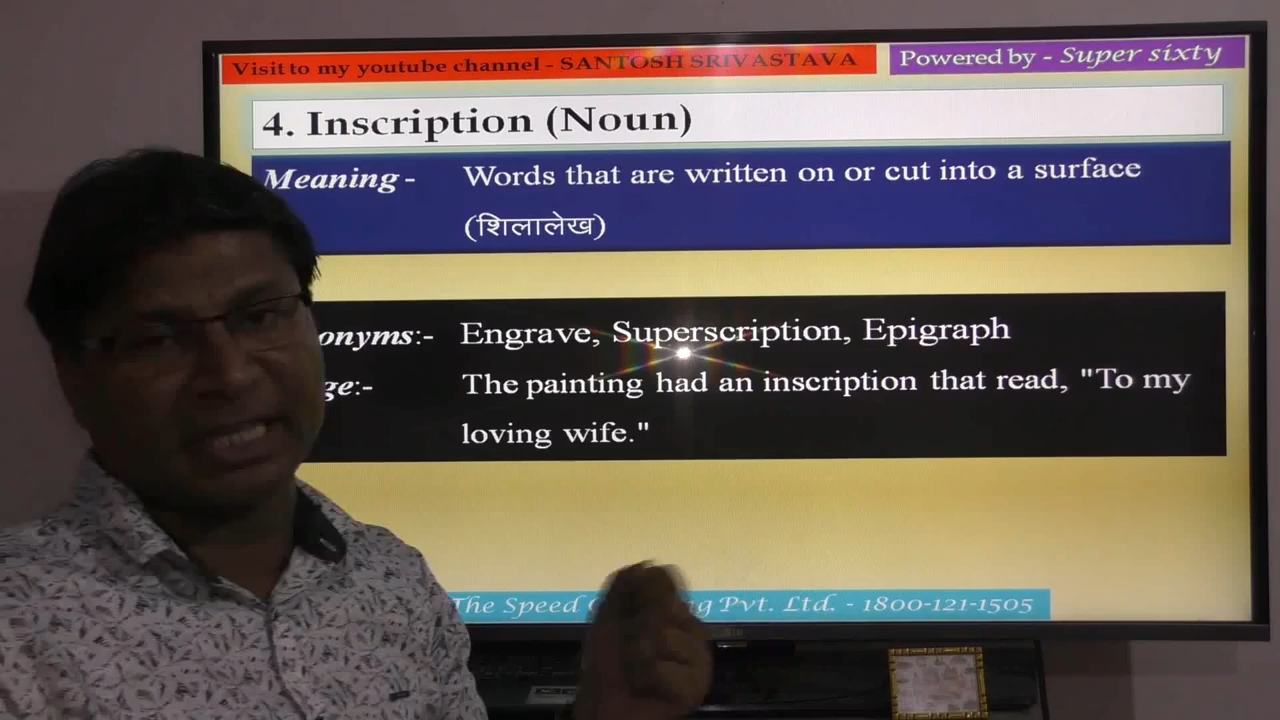 Visit to my youtube channel - SANTOSH SRIVASTAVA
Powered by - Super sixty
4. Inscription (Noun)
Meaning - Words that are written on or cut into a surface
(शिलालेख)
onyms:- Engrave, Superscription, Epigraph
ge:- The painting had an inscription that read, "To my
loving wife."
The Speed Pvt. Ltd. - 1800-121-1505